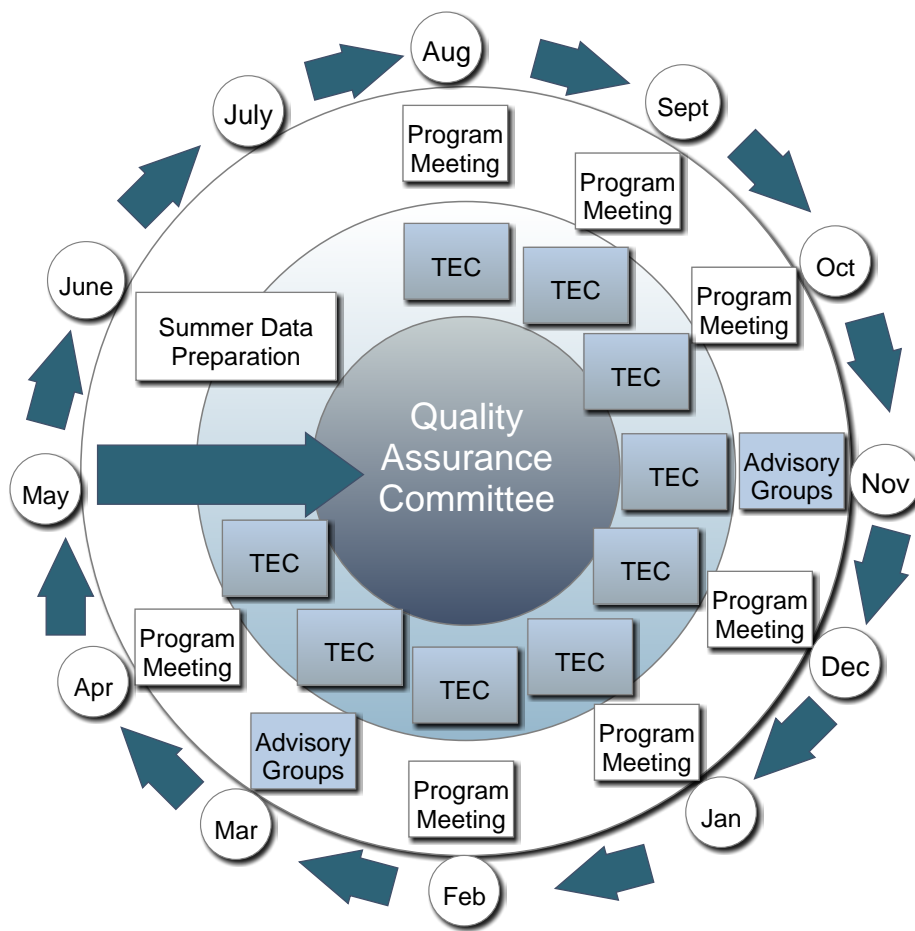 Aug
July
Sept
Program
Meeting
Program
Meeting
June
Oct
TEC
TEC
Program
Meeting
Summer Data
Preparation
TEC
Quality
Assurance
Committee
May
TEC
Advisory
Groups
Nov
TEC
TEC
Program
Meeting
Program
Meeting
TEC
TEC
TEC
Apr
Dec
Advisory
Groups
Program
Meeting
Program
Meeting
Mar
Jan
Feb